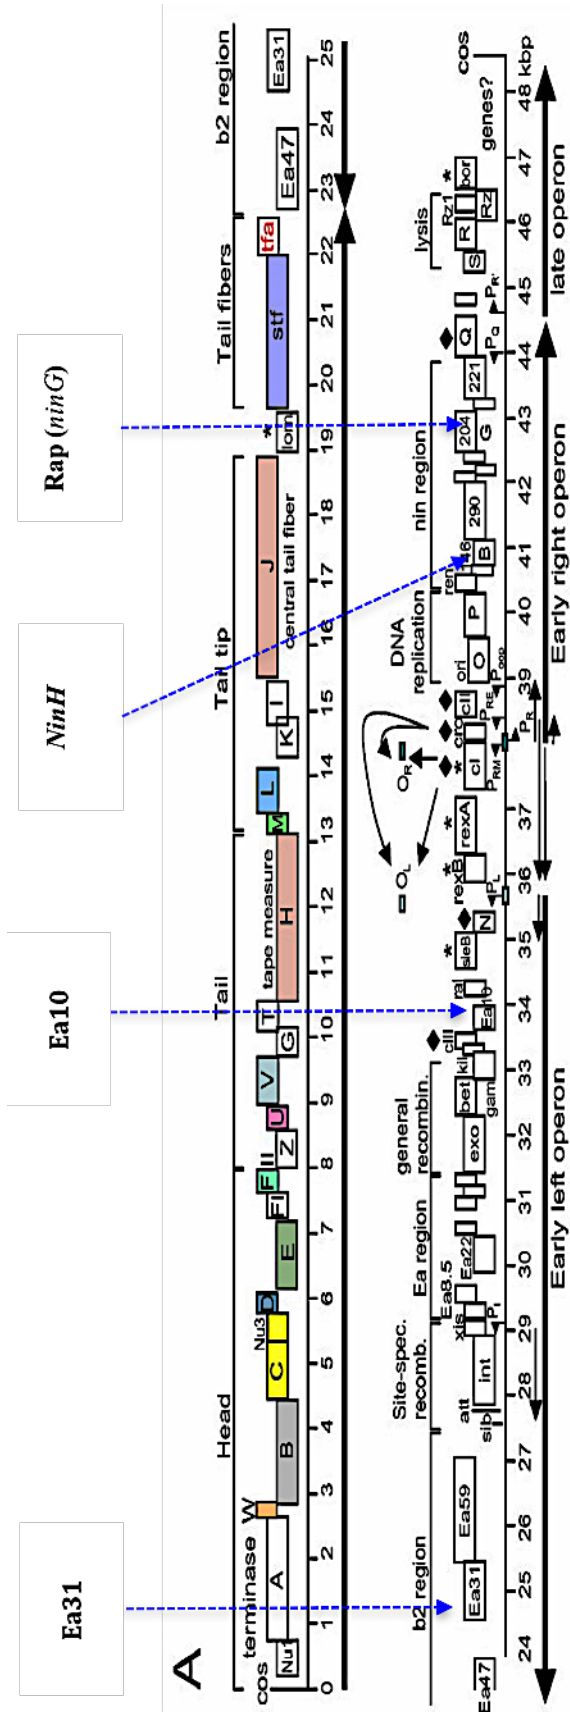 Ea31
Ea10
NinH
Rap (ninG)
A
Head
Tail
Tail tip
Tail fibers
b2 region
cos
terminase
W
Nu3
tape measure
central tail fiber
*
Nu1
A
B
C
D
E
FI
F
II
Z
U
V
G
T
H
M
L
K
I
J
lom
stf
tfa
Ea47
Ea31
0 1 2 3 4 5 6 7 8 9 10 11 12 13 14 15 16 17 18 19 20 21 22 23 24 25
b2 region
Site-spec.
recomb.
Ea region
general
recombin.
OL
OR
DNA
replication
nin region
lysis
Ea47
Ea31
Ea59
att
sib
int
xis
PI
Ea8.5
Ea22
exo
bet
gam
kil
cIII
Ea10
ral
sieB
*
N
PL
rexB
*
rexA
*
cI
*
PRM
PR
cro
cII
PRE
Poop
ori
O
P
ren
146
B
290
204
G
221
Q
PQ
PR'
S
R
Rz1
Rz
bor
*
genes?
cos
24 25 26 27 28 29 30 31 32 33 34 35 36 37 39 40 41 42 43 44 45 46 47 48 kbp
Early left operon
Early right operon
late operon